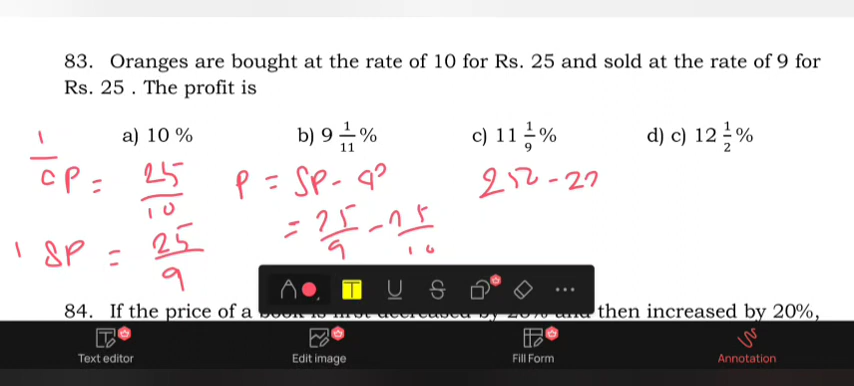 83. Oranges are bought at the rate of 10 for Rs. 25 and sold at the rate of 9 for
Rs. 25 . The profit is
a) 10 %
b) 9 1/11 %
c) 11 1/9 %
d) c) 12 1/2 %
1
CP = 25/10
P = SP -
1 SP = 25/9
= 25/9 - 25/10
84. If the price of a
then increased by 20%,
Text editor
Edit image
Fill Form
Annotation